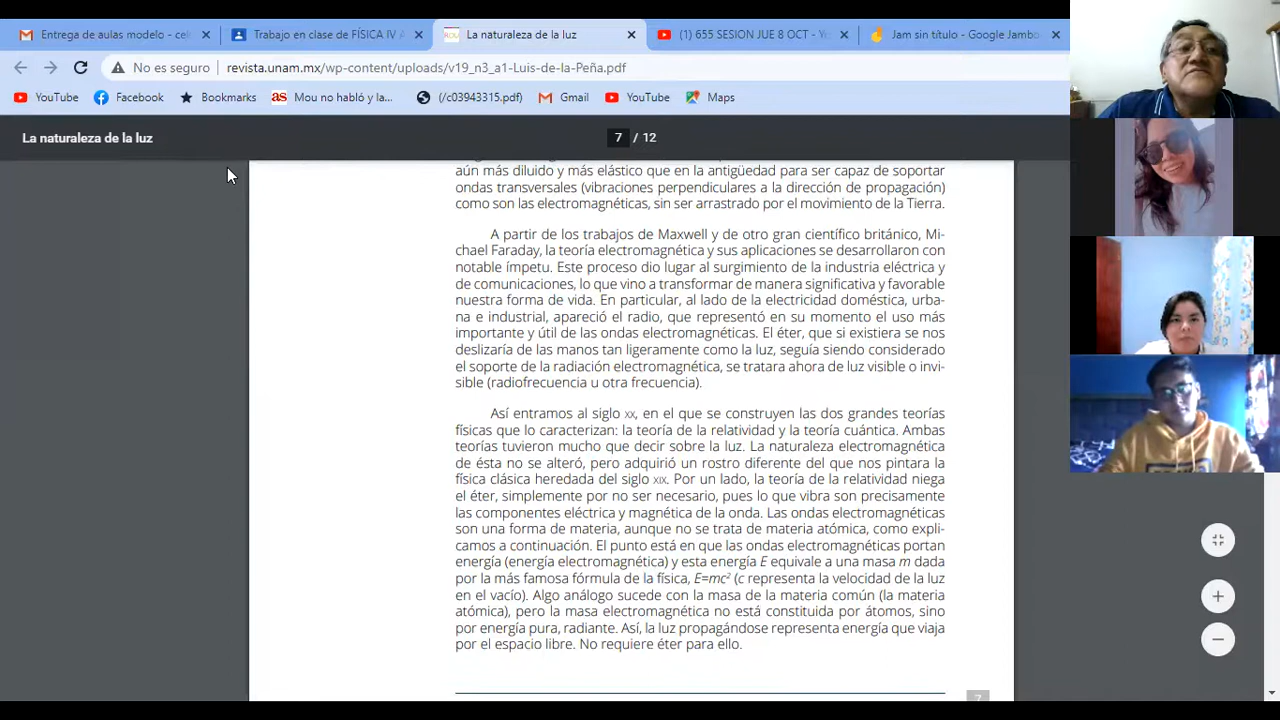 Entrega de aulas modelo - cel
Trabajo en clase de FÍSICA IV A
La naturaleza de la luz
(1) 655 SESION JUE 8 OCT - Yo
Jam sin título - Google Jambo
No es seguro
revista.unam.mx/wp-content/uploads/v19_n3_a1-Luis-de-la-Peña.pdf
YouTube
Facebook
Bookmarks
as
Mou no habló y la...
(/c03943315.pdf)
Gmail
YouTube
Maps
La naturaleza de la luz
7 / 12
aún más diluido y más elástico que en la antigüedad para ser capaz de soportar
ondas transversales (vibraciones perpendiculares a la dirección de propagación)
como son las electromagnéticas, sin ser arrastrado por el movimiento de la Tierra.
A partir de los trabajos de Maxwell y de otro gran científico británico, Mi-
chael Faraday, la teoría electromagnética y sus aplicaciones se desarrollaron con
notable ímpetu. Este proceso dio lugar al surgimiento de la industria eléctrica y
de comunicaciones, lo que vino a transformar de manera significativa y favorable
nuestra forma de vida. En particular, al lado de la electricidad doméstica, urba-
na e industrial, apareció el radio, que representó en su momento el uso más
importante y útil de las ondas electromagnéticas. El éter, que si existiera se nos
deslizaría de las manos tan ligeramente como la luz, seguía siendo considerado
el soporte de la radiación electromagnética, se tratara ahora de luz visible o invi-
sible (radiofrecuencia u otra frecuencia).
Así entramos al siglo xx, en el que se construyen las dos grandes teorías
físicas que lo caracterizan: la teoría de la relatividad y la teoría cuántica. Ambas
teorías tuvieron mucho que decir sobre la luz. La naturaleza electromagnética
de ésta no se alteró, pero adquirió un rostro diferente del que nos pintara la
física clásica heredada del siglo xix. Por un lado, la teoría de la relatividad niega
el éter, simplemente por no ser necesario, pues lo que vibra son precisamente
las componentes eléctrica y magnética de la onda. Las ondas electromagnéticas
son una forma de materia, aunque no se trata de materia atómica, como expli-
camos a continuación. El punto está en que las ondas electromagnéticas portan
energía (energía electromagnética) y esta energía E equivale a una masa m dada
por la más famosa fórmula de la física, E=mc² (c representa la velocidad de la luz
en el vacío). Algo análogo sucede con la masa de la materia común (la materia
atómica), pero la masa electromagnética no está constituida por átomos, sino
por energía pura, radiante. Así, la luz propagándose representa energía que viaja
por el espacio libre. No requiere éter para ello.
7